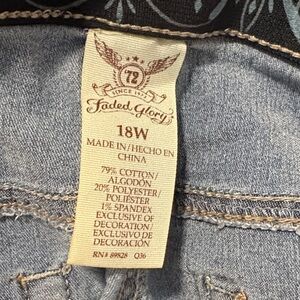 72
SINCE 1972
Faded Glory
18W
MADE IN/HECHO EN
CHINA
79% COTTON/
ALGODÓN
20% POLYESTER/
POLIÉSTER
1% SPANDEX
EXCLUSIVE OF
DECORATION/
EXCLUSIVO DE
DECORACIÓN
RN# 89828 Q36